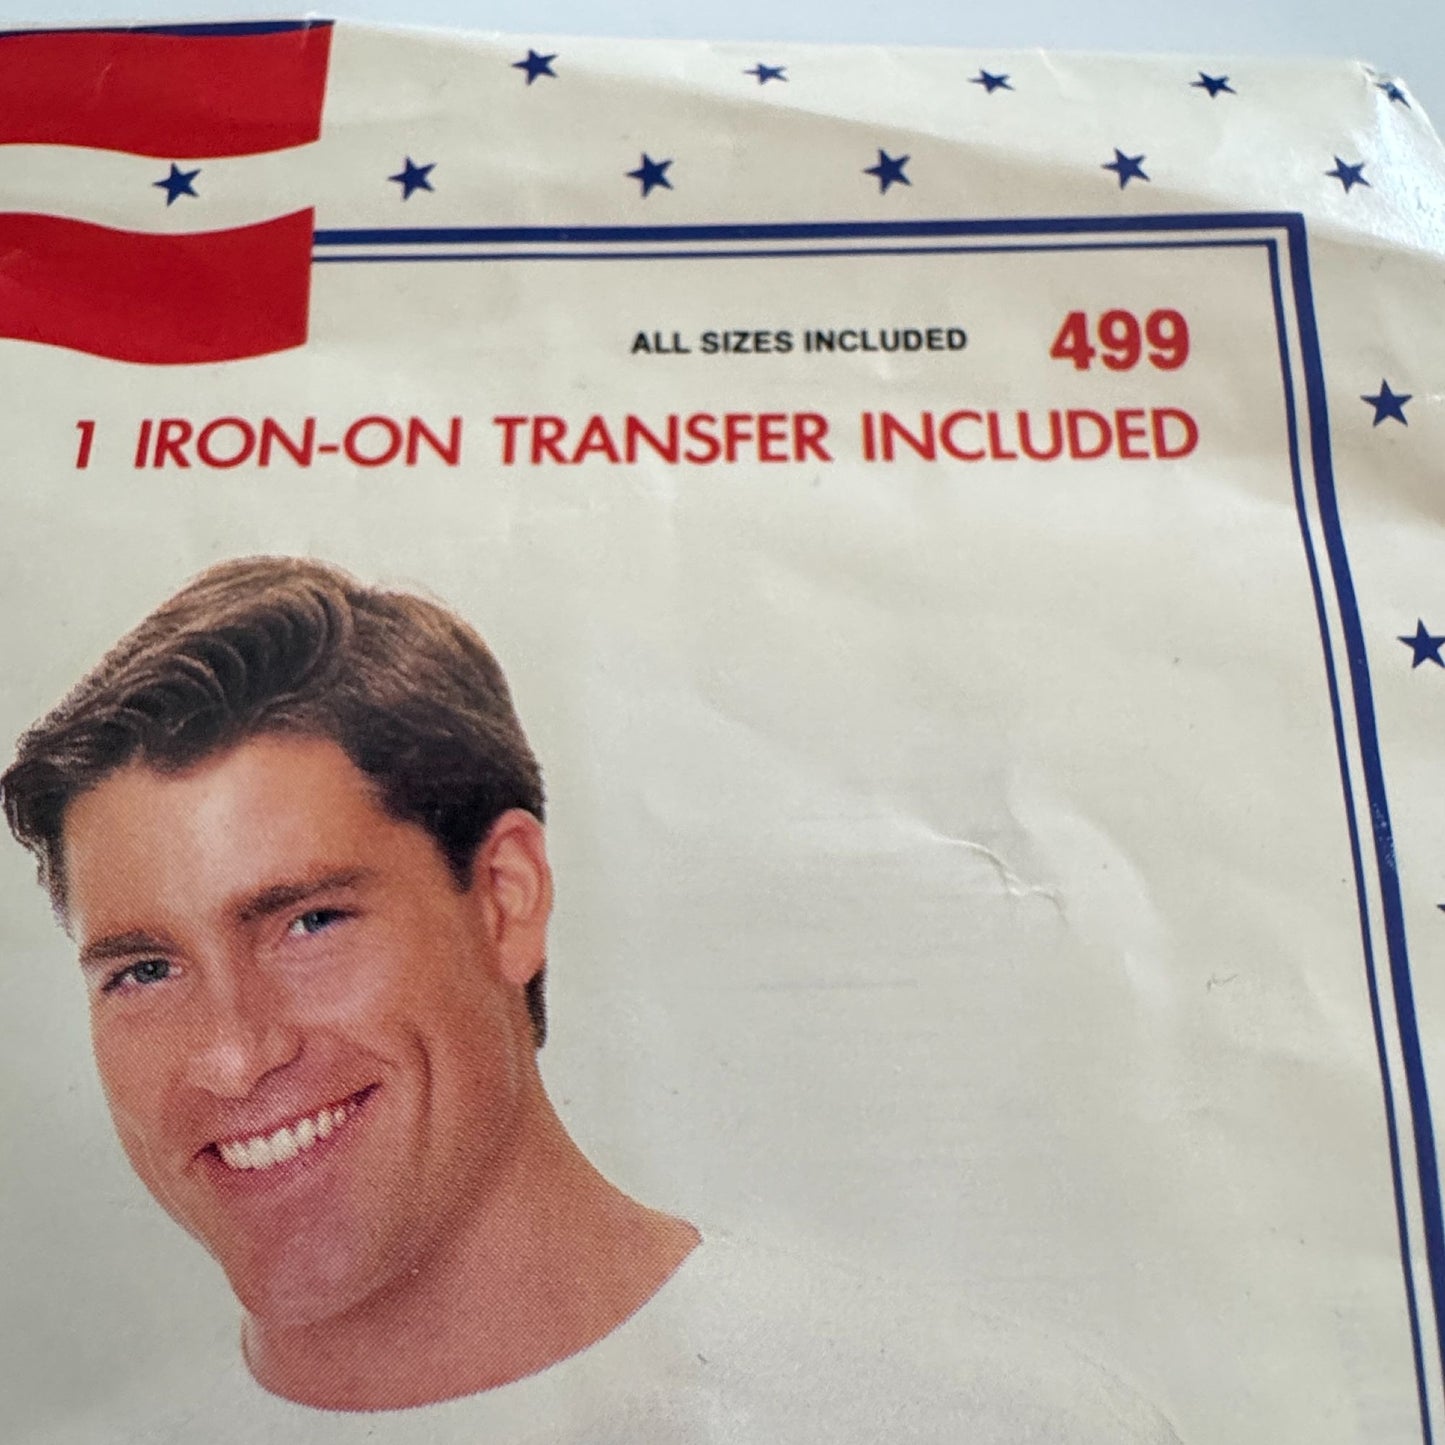 ALL SIZES INCLUDED 499
1 IRON-ON TRANSFER INCLUDED